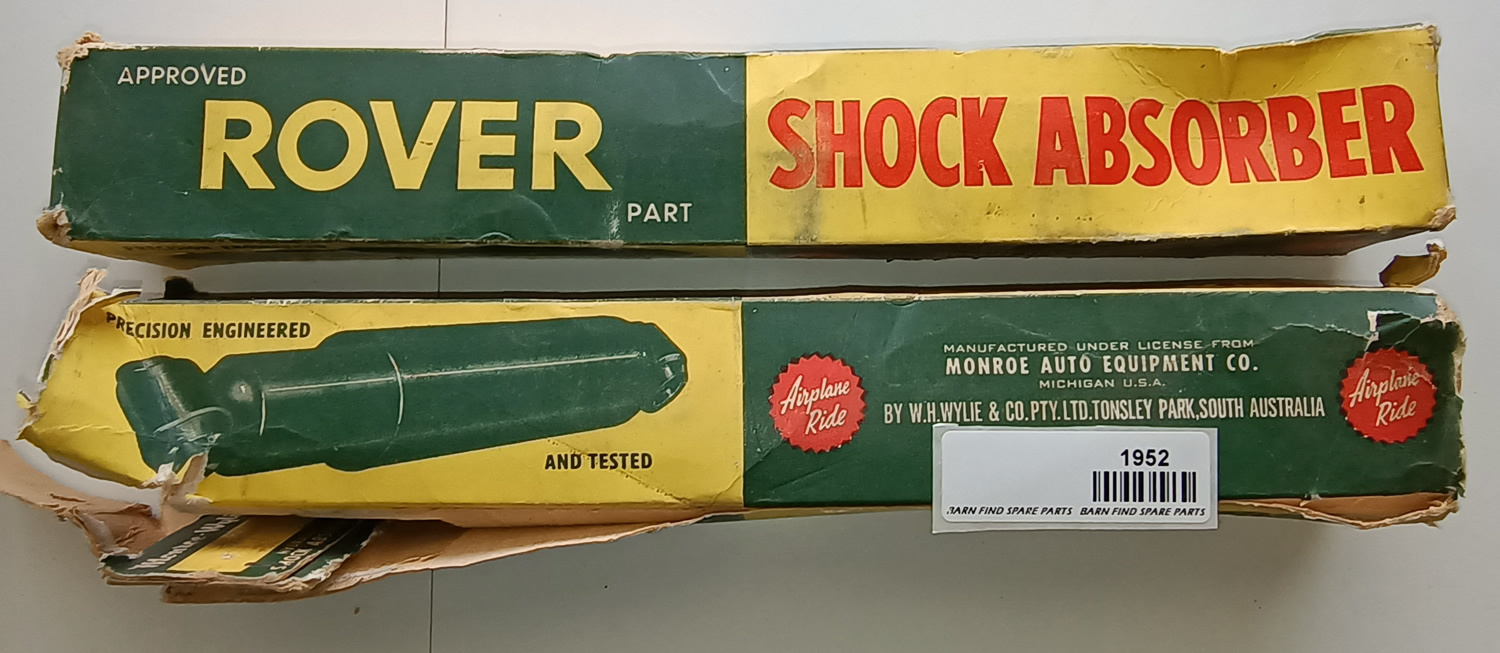 APPROVED
ROVER
PART
SHOCK ABSORBER
PRECISION ENGINEERED
AND TESTED
Airplane
Ride
MANUFACTURED UNDER LICENSE FROM
MONROE AUTO EQUIPMENT CO.
MICHIGAN U.S.A.
BY W.H.WYLIE & CO.PTY.LTD.TONSLEY PARK,SOUTH AUSTRALIA
Airplane
Ride
1952
BARN FIND SPARE PARTS BARN FIND SPARE PARTS